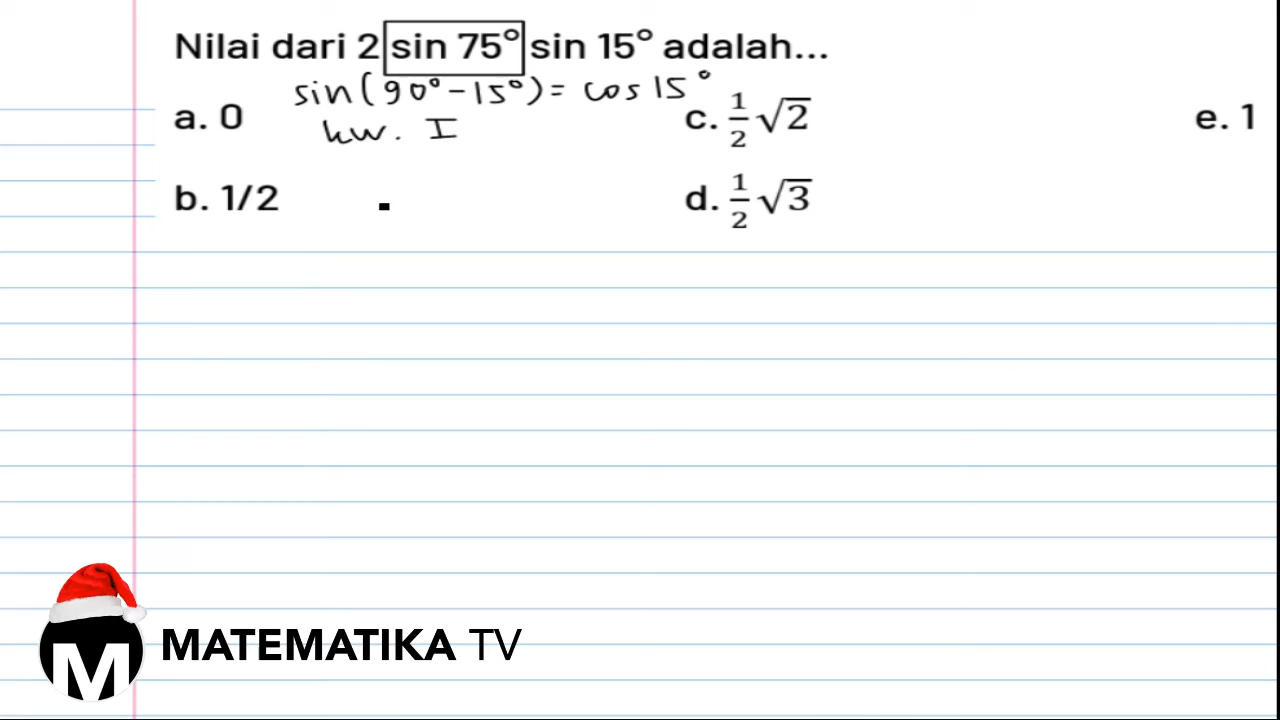 Nilai dari 2 sin 75° sin 15° adalah...
sin(90° - 15°) = cos 15°
a. 0
kw. I
c. 1/2 √2
e. 1
b. 1/2
d. 1/2 √3
M MATEMATIKA TV